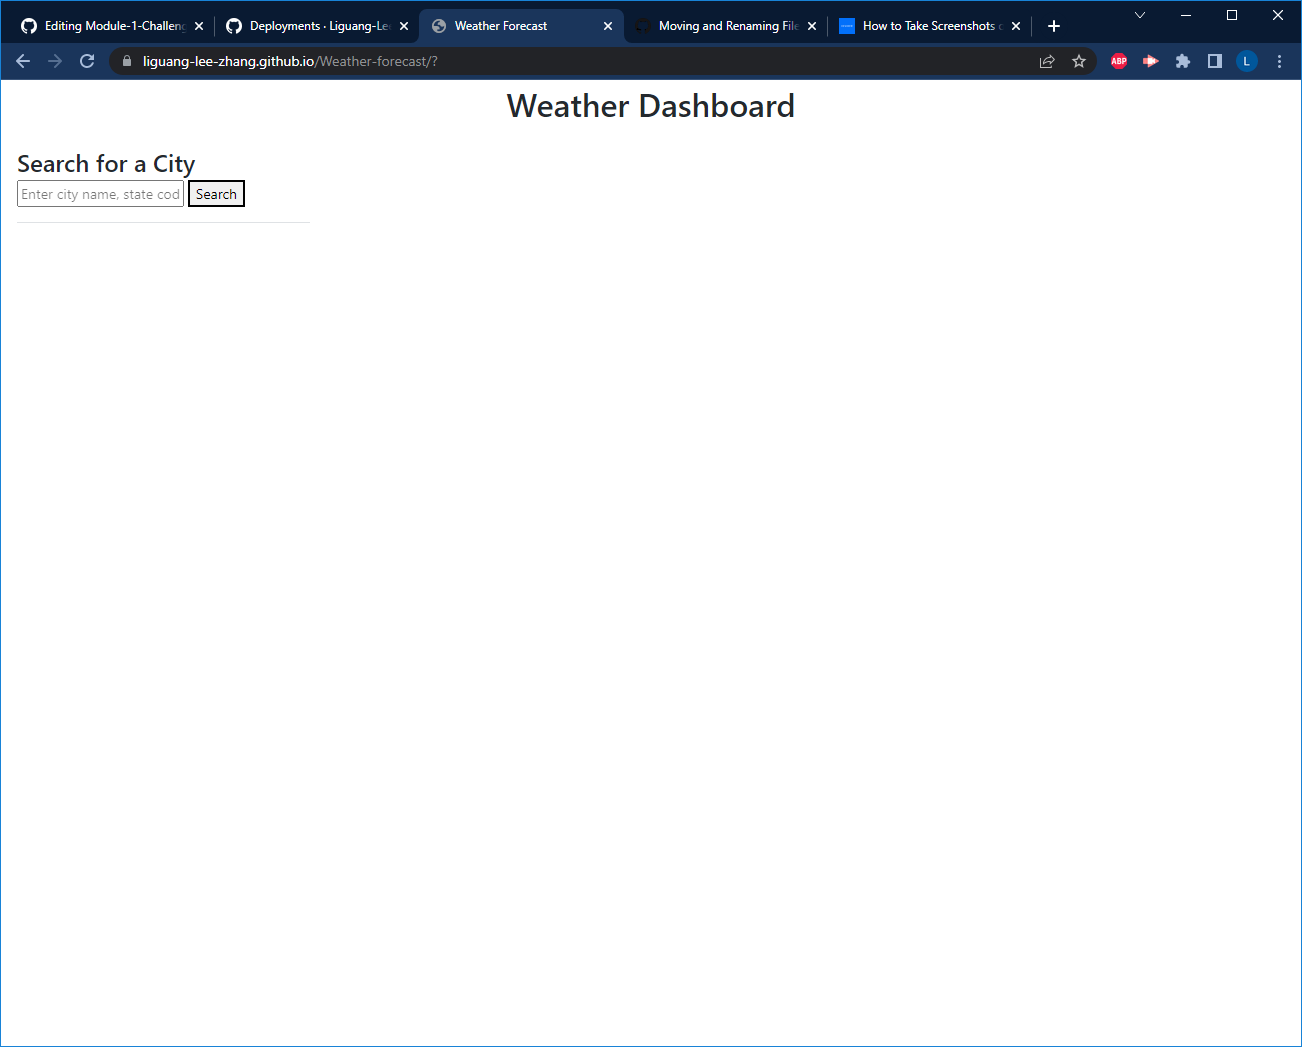 Editing Module-1-Challeng
Deployments · Liguang-Le
Weather Forecast
Moving and Renaming File
How to Take Screenshots
liguang-lee-zhang.github.io/Weather-forecast/?
ABP
L
Weather Dashboard
Search for a City
Enter city name, state cod
Search